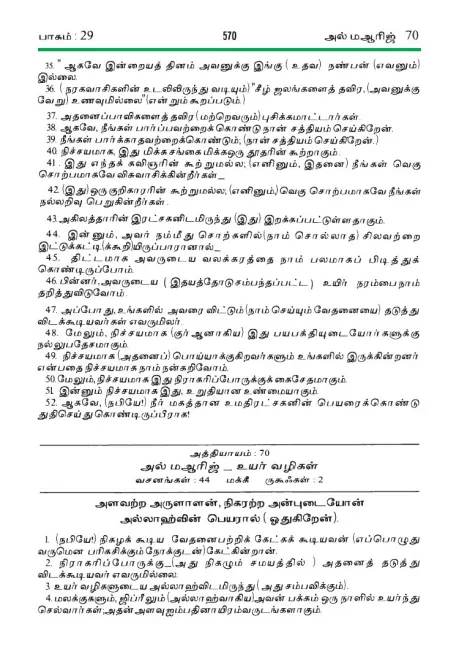 பாகம் : 29 570 அல் மஆரிஜ் 70
35. " ஆகவே இன்றையத் தினம் அவனுக்கு இங்கு ( உதவ) நண்பன் (எவனும்)
இல்லை.
36. ( நரகவாசிகளின் உடலிலிருந்து வடியும்) "சீழ் ஜலங்களைத் தவிர, (அவனுக்கு
வேறு) உணவுமில்லை"(என்றும் கூறப்படும்.)
37. அதனைப்பாவிகளைத் தவிர (மற்றெவரும்) புசிக்கமாட்டார்கள்.
38. ஆகவே, நீங்கள் பார்ப்பவற்றைக்கொண்டு நான் சத்தியம் செய்கிறேன்.
39. நீங்கள் பார்க்காதவற்றைக்கொண்டும்; (நான் சத்தியம் செய்கிறேன்.)
40. நிச்சயமாக, இது மிக்க சங்கைமிக்கஒரு தூதரின் கூற்றாகும்.
41 . இது எந்தக் கவிஞரின் கூற்றுமல்ல; (எனினும், இதனை) நீங்கள் வெகு
சொற்பமாகவே விசுவாசிக்கின்றீர்கள்_
42. (இது) ஒரு குறிகாரரின் கூற்றுமல்ல; (எனினும்,) வெகு சொற்பமாகவே நீங்கள்
நல்லறிவு பெறுகின்றீர்கள் .
43.அகிலத்தாரின் இரட்சகனிடமிருந்து (இது) இறக்கப்பட்டுள்ளதாகும்.
44. இன்னும், அவர் நம்மீது சொற்களில் (நாம் சொல்லாத) சிலவற்றை
இட்டுக்கட்டி(க்கூறி)யிருப்பாரானால்_
45. திட்டமாக அவருடைய வலக்கரத்தை நாம் பலமாகப் பிடித்துக்
கொண்டிருப்போம்.
46. பின்னர், அவருடைய ( இதயத்தோடு சம்பந்தப்பட்ட ) உயிர் நரம்பை நாம்
தறித்துவிடுவோம் .
47. அப்போது, உங்களில் அவரை விட்டும் (நாம் செய்யும் வேதனையை) தடுத்து
விடக்கூடியவர்கள் எவருமிலர்.
48. மேலும், நிச்சயமாக (குர்ஆனாகிய) இது பயபக்தியுடையோர்களுக்கு
நல்லுபதேசமாகும்.
49. நிச்சயமாக (அதனைப்) பொய்யாக்குகிறவர்களும் உங்களில் இருக்கின்றனர்
என்பதை நிச்சயமாக நாம் நன்கறிவோம்.
50.மேலும், நிச்சயமாக இது நிராகரிப்போருக்குக் கைசேதமாகும்.
51. இன்னும் நிச்சயமாக இது, உறுதியான உண்மையாகும்.
52. ஆகவே, (நபியே!) நீர் மகத்தான உமதிரட்சகனின் பெயரைக்கொண்டு
துதிசெய்துகொண்டிருப்பீராக!
அத்தியாயம் : 70
அல் மஆரிஜ் _ உயர் வழிகள்
வசனங்கள் : 44 மக்கீ ருகூஃகள் : 2
அளவற்ற அருளாளன், நிகரற்ற அன்புடையோன்
அல்லாஹ்வின் பெயரால் ( ஓதுகிறேன்).
1. (நபியே!) நிகழக் கூடிய வேதனைபற்றிக் கேட்கக் கூடியவன் (எப்பொழுது
வருமென பரிகசிக்கும் நோக்குடன்) கேட்கின்றான்.
2. நிராகரிப்போருக்கு_(அது நிகழும் சமயத்தில் ) அதனைத் தடுத்து
விடக்கூடியவர் எவருமில்லை.
3. உயர் வழிகளுடைய அல்லாஹ்விடமிருந்து (அது சம்பவிக்கும்).
4. மலக்குகளும், ஜிப்ரீலும் (அல்லாஹ்வாகிய)அவன் பக்கம் ஒரு நாளில் உயர்ந்து
செல்வார்கள்;அதன்அளவுஐம்பதினாயிரம்வருடங்களாகும்.